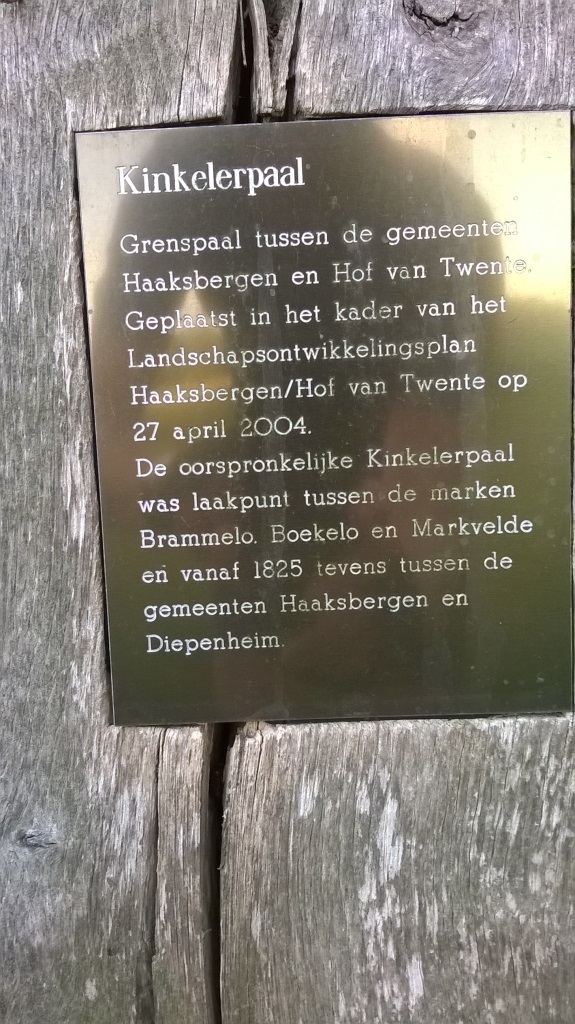 Kinkelerpaal
Grenspaal tussen de gemeenten
Haaksbergen en Hof van Twente.
Geplaatst in het kader van het
Landschapsontwikkelingsplan
Haaksbergen/Hof van Twente op
27 april 2004.
De oorspronkelijke Kinkelerpaal
was laakpunt tussen de marken
Brammelo, Boekelo en Markvelde
en vanaf 1825 tevens tussen de
gemeenten Haaksbergen en
Diepenheim.